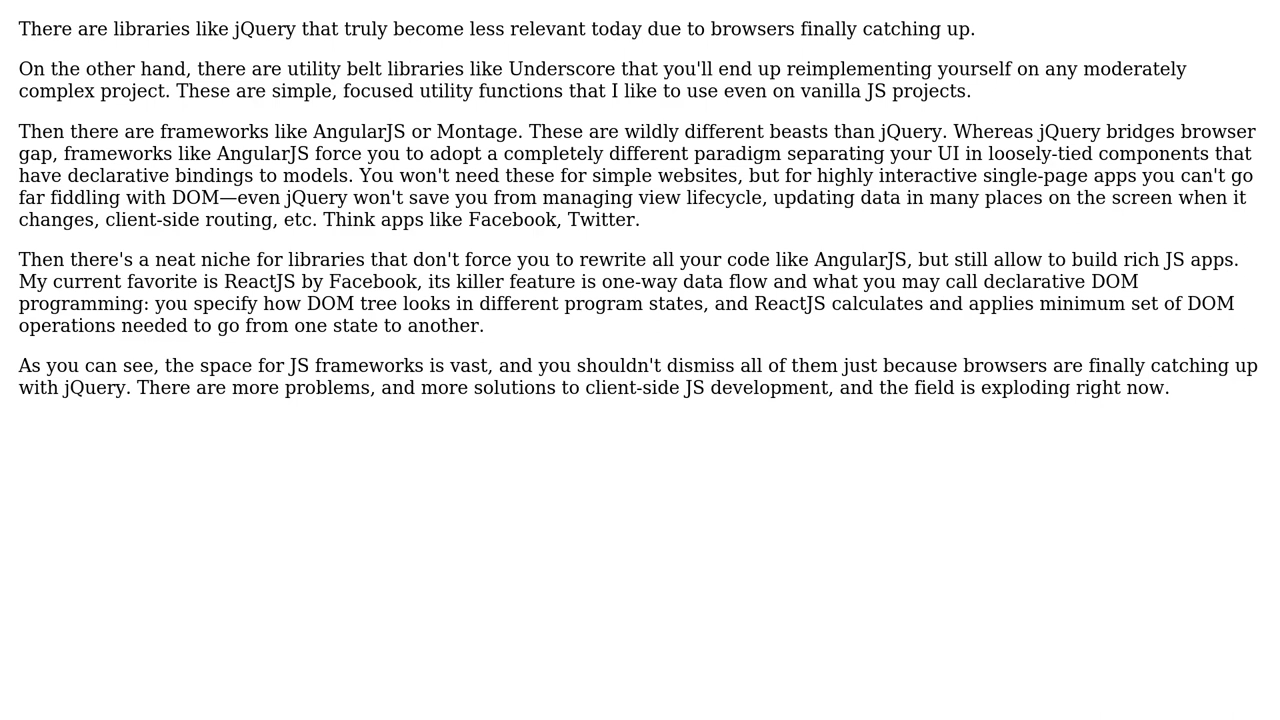 There are libraries like jQuery that truly become less relevant today due to browsers finally catching up.
On the other hand, there are utility belt libraries like Underscore that you'll end up reimplementing yourself on any moderately
complex project. These are simple, focused utility functions that I like to use even on vanilla JS projects.
Then there are frameworks like AngularJS or Montage. These are wildly different beasts than jQuery. Whereas jQuery bridges browser
gap, frameworks like AngularJS force you to adopt a completely different paradigm separating your UI in loosely-tied components that
have declarative bindings to models. You won't need these for simple websites, but for highly interactive single-page apps you can't go
far fiddling with DOM—even jQuery won't save you from managing view lifecycle, updating data in many places on the screen when it
changes, client-side routing, etc. Think apps like Facebook, Twitter.
Then there's a neat niche for libraries that don't force you to rewrite all your code like AngularJS, but still allow to build rich JS apps.
My current favorite is ReactJS by Facebook, its killer feature is one-way data flow and what you may call declarative DOM
programming: you specify how DOM tree looks in different program states, and ReactJS calculates and applies minimum set of DOM
operations needed to go from one state to another.
As you can see, the space for JS frameworks is vast, and you shouldn't dismiss all of them just because browsers are finally catching up
with jQuery. There are more problems, and more solutions to client-side JS development, and the field is exploding right now.